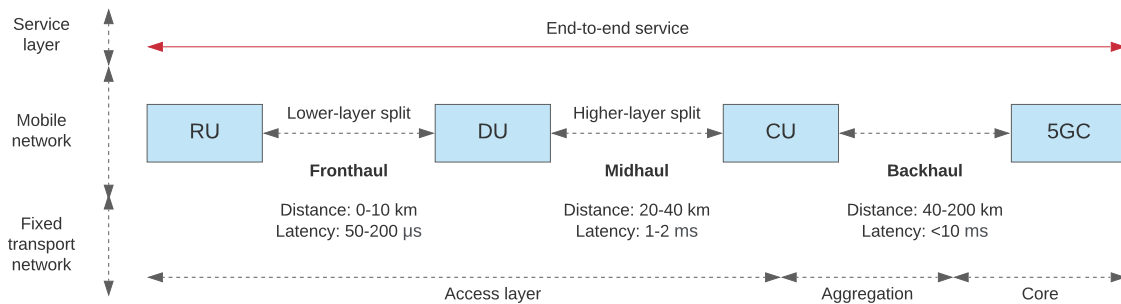 Service
layer
End-to-end service
Mobile
network
RU
Lower-layer split
DU
Higher-layer split
CU
5GC
Fronthaul
Midhaul
Backhaul
Fixed
transport
network
Distance: 0-10 km
Latency: 50-200 μs
Distance: 20-40 km
Latency: 1-2 ms
Distance: 40-200 km
Latency: <10 ms
Access layer
Aggregation
Core